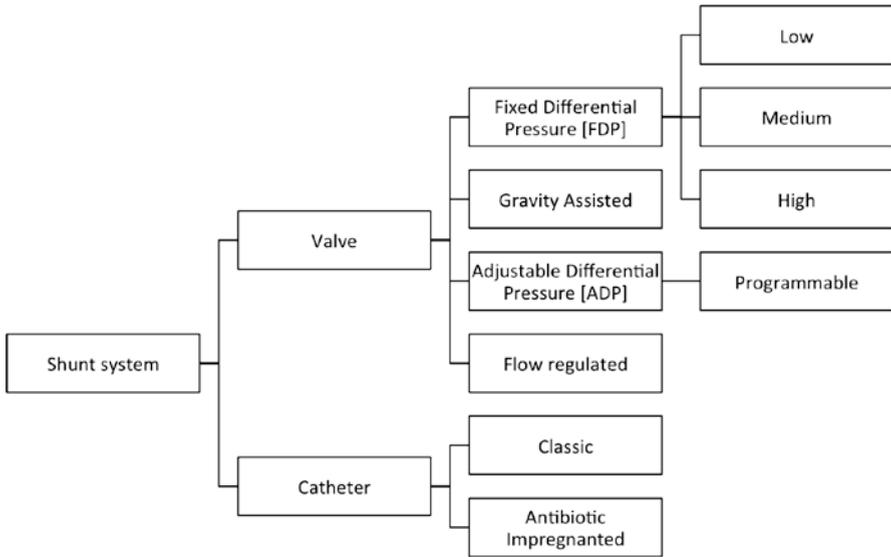 Low
Fixed Differential
Pressure [FDP]
Medium
Gravity Assisted
High
Valve
Adjustable Differential
Pressure [ADP]
Programmable
Shunt system
Flow regulated
Classic
Catheter
Antibiotic
Impregnanted